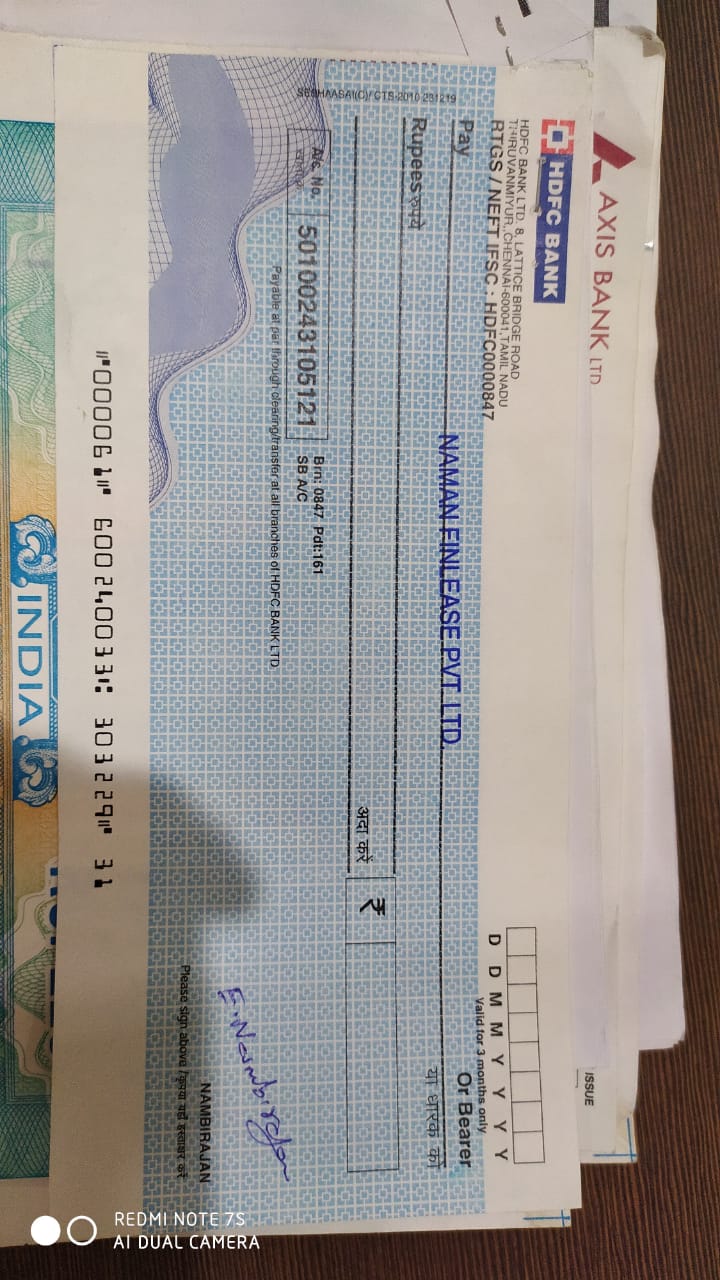 AXIS BANK LTD
ISSUE
HDFC BANK
HDFC BANK LTD. 8, LATTICE BRIDGE ROAD
THIRUVANMIYUR, CHENNAI-600041, TAMIL NADU
RTGS / NEFT IFSC : HDFC0000847
D D M M Y Y Y Y
Valid for 3 months only
Pay NAMAN FINLEASE PVT. LTD. Or Bearer
या धारक को
Rupees रुपये
अदा करें ₹
A/c. No. 50100243105121
Brn: 0847 Pdt:161
SB A/C
Payable at par through clearing/transfer at all branches of HDFC BANK LTD
E. Nambirajan
NAMBIRAJAN
Please sign above / कृपया यहाँ हस्ताक्षर करें
CTS-2010 231219
⑈000061⑈ 600240033⑆ 303229⑈ 31
INDIA
REDMI NOTE 7S
AI DUAL CAMERA